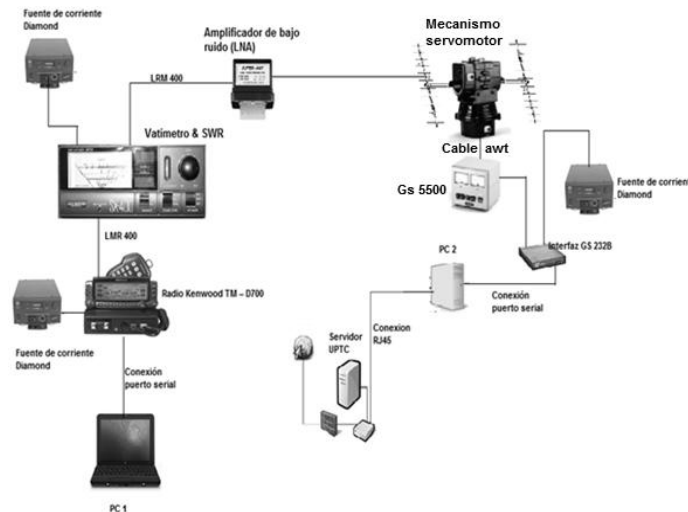 Fuente de corriente
Diamond
Amplificador de bajo
ruido (LNA)
Mecanismo
servomotor
LRM 400
Vatímetro & SWR
Cable awt
Gs 5500
Fuente de corriente
Diamond
LMR 400
Interfaz GS 232B
PC 2
Radio Kenwood TM – D700
Conexión
puerto serial
Fuente de corriente
Diamond
Servidor
UPTC
Conexion
RJ45
Conexión
puerto serial
PC 1